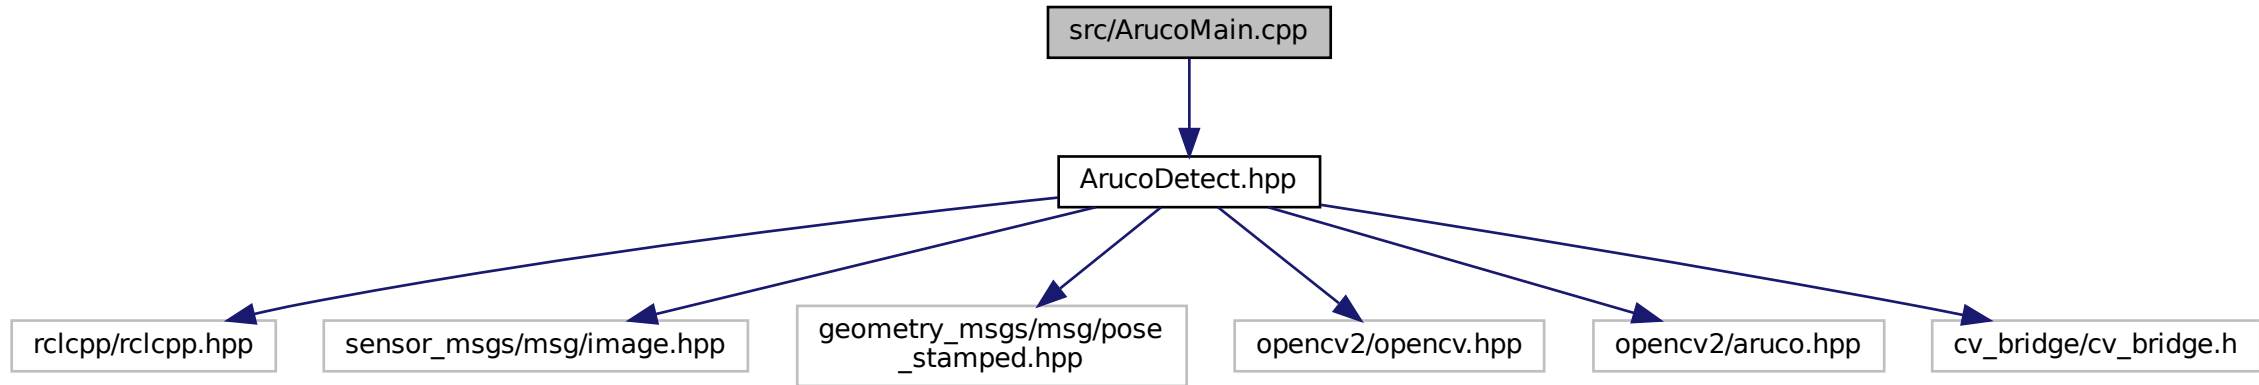 src/ArucoMain.cpp
ArucoDetect.hpp
rclcpp/rclcpp.hpp
sensor_msgs/msg/image.hpp
geometry_msgs/msg/pose
_stamped.hpp
opencv2/opencv.hpp
opencv2/aruco.hpp
cv_bridge/cv_bridge.h